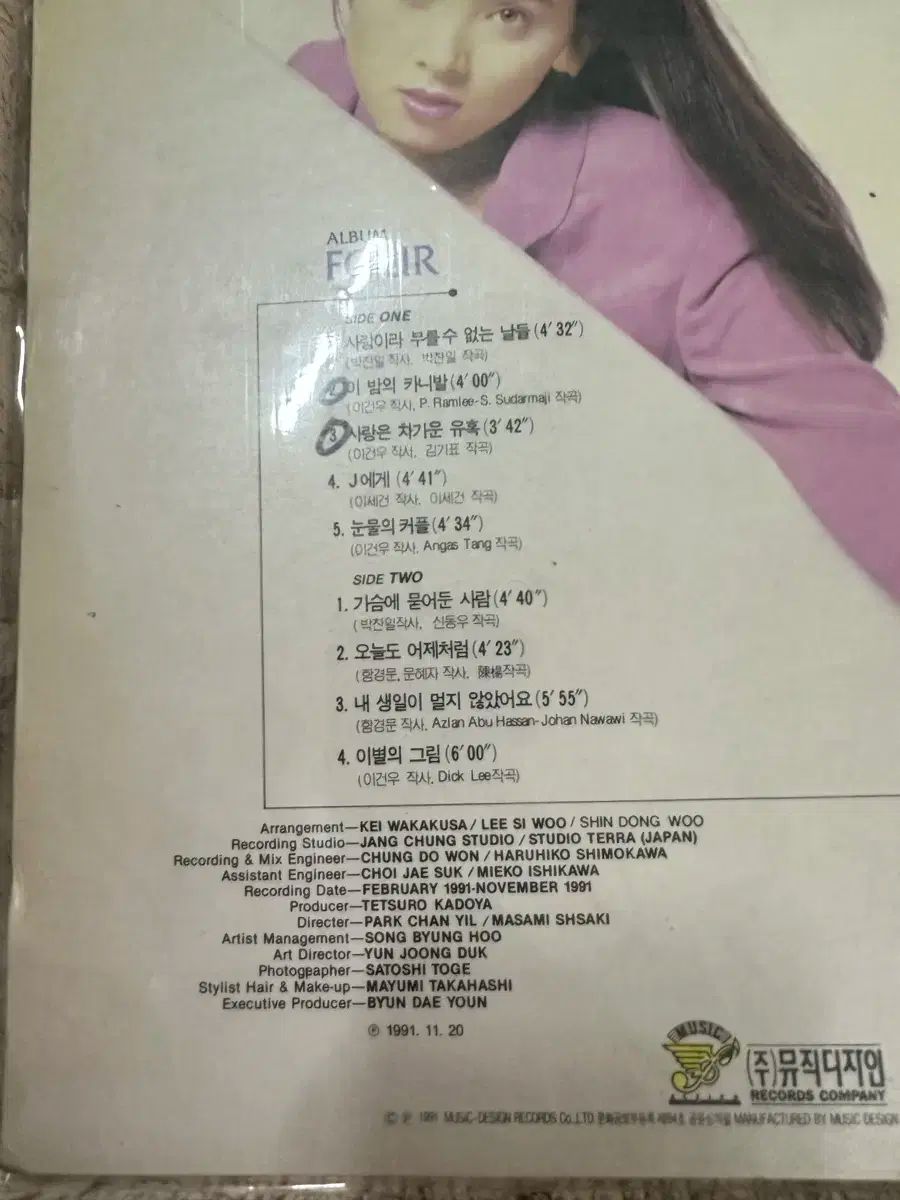 ALBUM
FOUR
SIDE ONE
사랑이라 부를수 없는 날들(4′32″)
(박찬일 작사, 박찬일 작곡)
2. 이 밤의 카니발(4′00″)
(이건우 작사, P. Ramlee-S. Sudarmaji 작곡)
3 사랑은 차가운 유혹(3′42″)
(이건우 작사, 김기표 작곡)
4. J에게 (4′41″)
(이세건 작사, 이세건 작곡)
5. 눈물의 커플(4′34″)
(이건우 작사, Angas Tang 작곡)
SIDE TWO
1. 가슴에 묻어둔 사람(4′40″)
(박찬일작사, 신동우 작곡)
2. 오늘도 어제처럼(4′23″)
(함경문, 문혜자 작사, 陳楊작곡)
3. 내 생일이 멀지 않았어요(5′55″)
(함경문 작사, Azlan Abu Hassan-Johan Nawawi 작곡)
4. 이별의 그림(6′00″)
(이건우 작사, Dick Lee작곡)
Arrangement—KEI WAKAKUSA / LEE SI WOO / SHIN DONG WOO
Recording Studio—JANG CHUNG STUDIO / STUDIO TERRA (JAPAN)
Recording & Mix Engineer—CHUNG DO WON / HARUHIKO SHIMOKAWA
Assistant Engineer—CHOI JAE SUK / MIEKO ISHIKAWA
Recording Date—FEBRUARY 1991-NOVEMBER 1991
Producer—TETSURO KADOYA
Directer—PARK CHAN YIL / MASAMI SHSAKI
Artist Management—SONG BYUNG HOO
Art Director—YUN JOONG DUK
Photographer—SATOSHI TOGE
Stylist Hair & Make-up—MAYUMI TAKAHASHI
Executive Producer—BYUN DAE YOUN
℗ 1991. 11. 20
MUSIC
(주)뮤직디자인
RECORDS COMPANY
© ℗ 1991 MUSIC-DESIGN RECORDS Co.,LTD MANUFACTURED BY MUSIC DESIGN